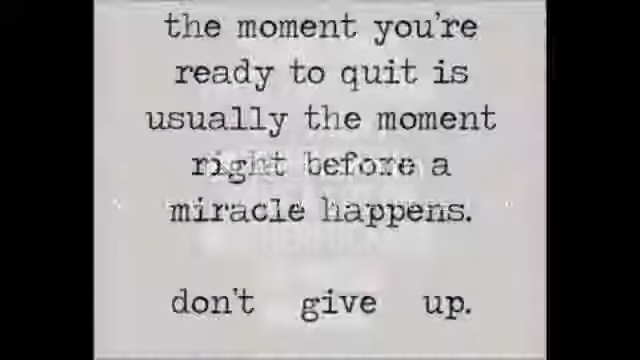 the moment you're
ready to quit is
usually the moment
right before a
miracle happens.
don't give up.